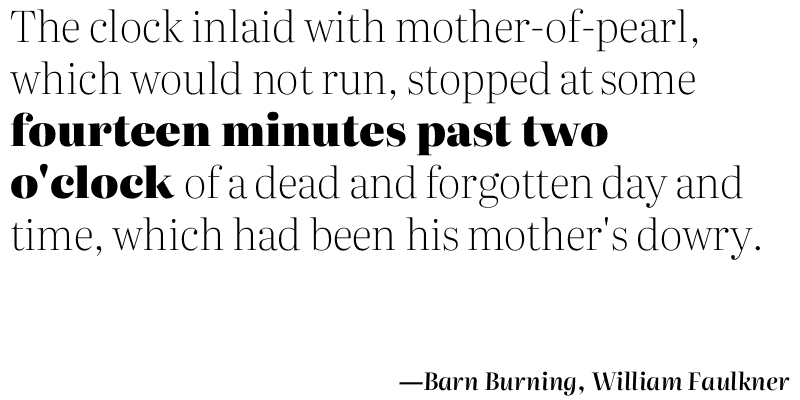 The clock inlaid with mother-of-pearl,
which would not run, stopped at some
fourteen minutes past two
o'clock of a dead and forgotten day and
time, which had been his mother's dowry.
—Barn Burning, William Faulkner